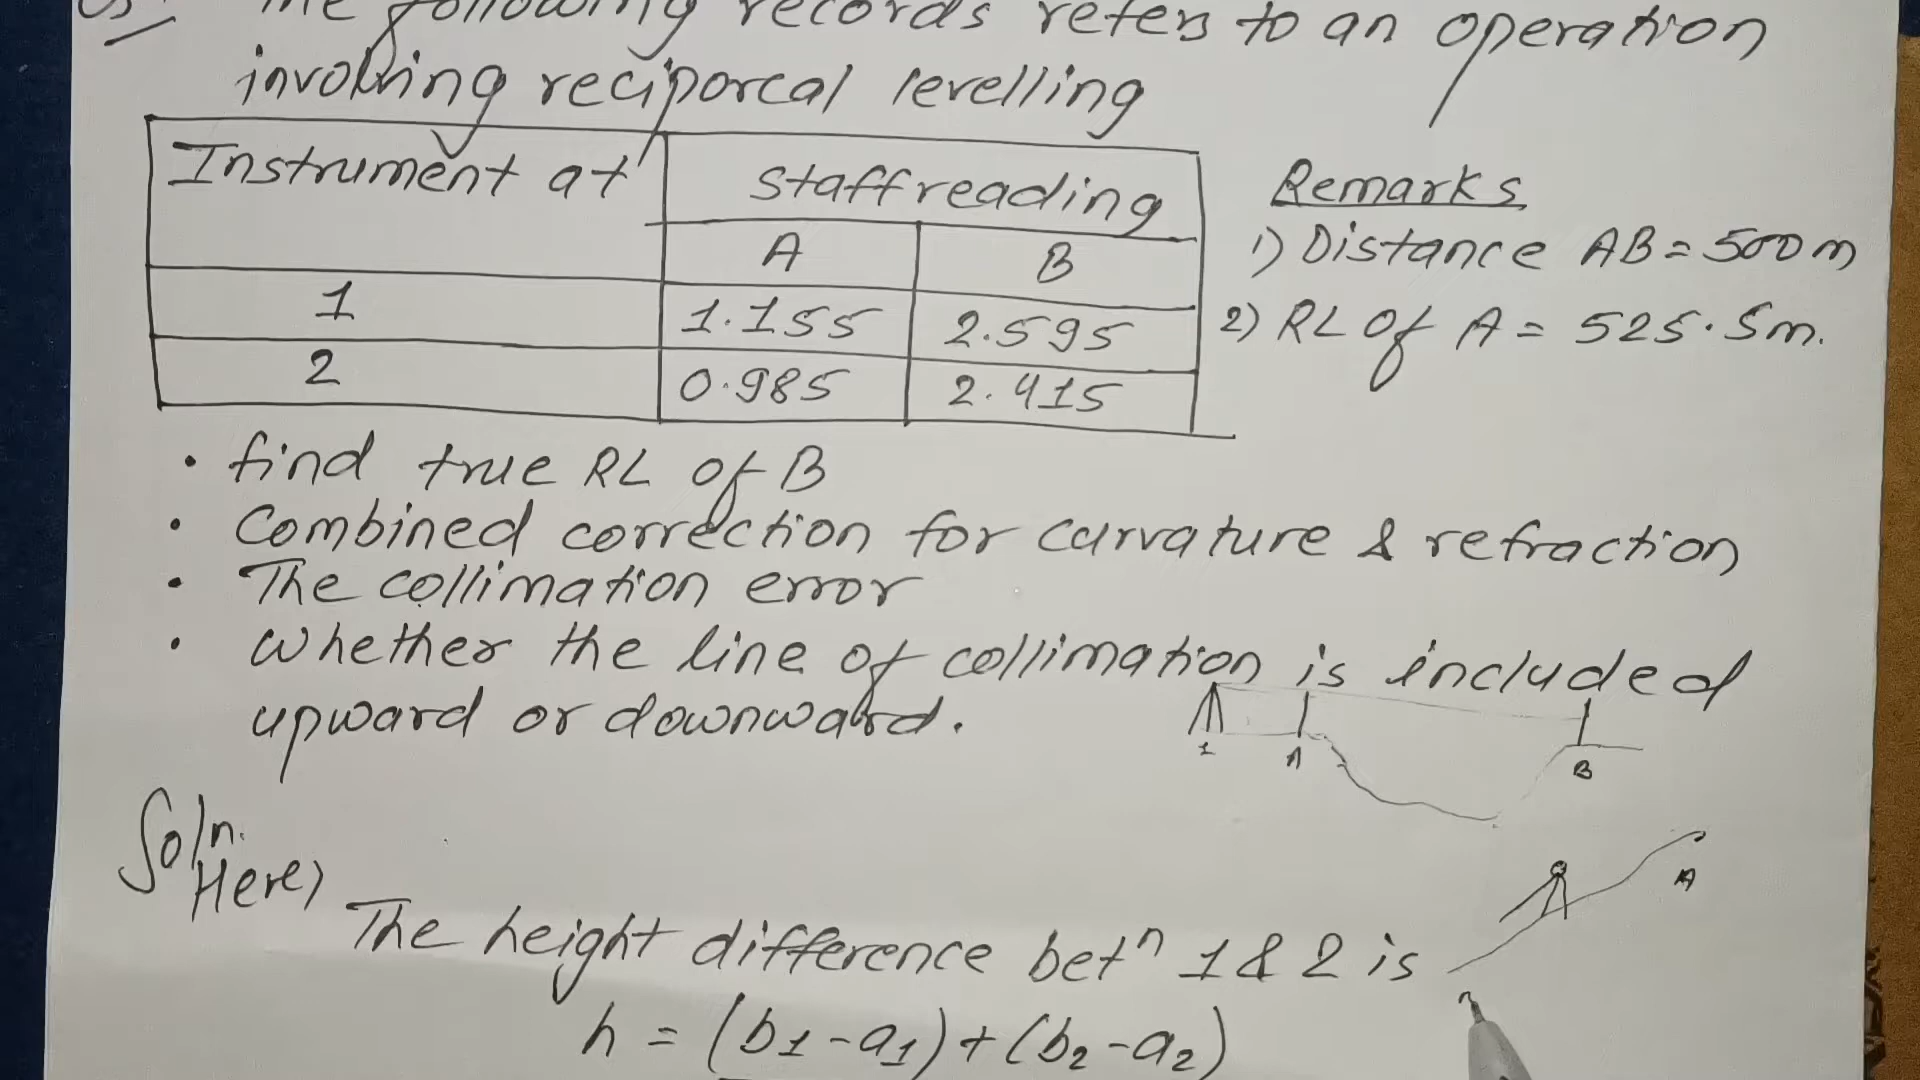 The following records refers to an operation
involving reciporcal levelling
Instrument at
Staff reading
A B
1 1.155 2.595
2 0.985 2.415
Remarks
1) Distance AB = 500m
2) RL of A = 525.5m.
• find true RL of B
• Combined correction for curvature & refraction
• The collimation error
• Whether the line of collimation is included
upward or downward.
1 A B
Soln.
Here,
A
The height difference betn 1 & 2 is
h = (b1-a1)+(b2-a2)